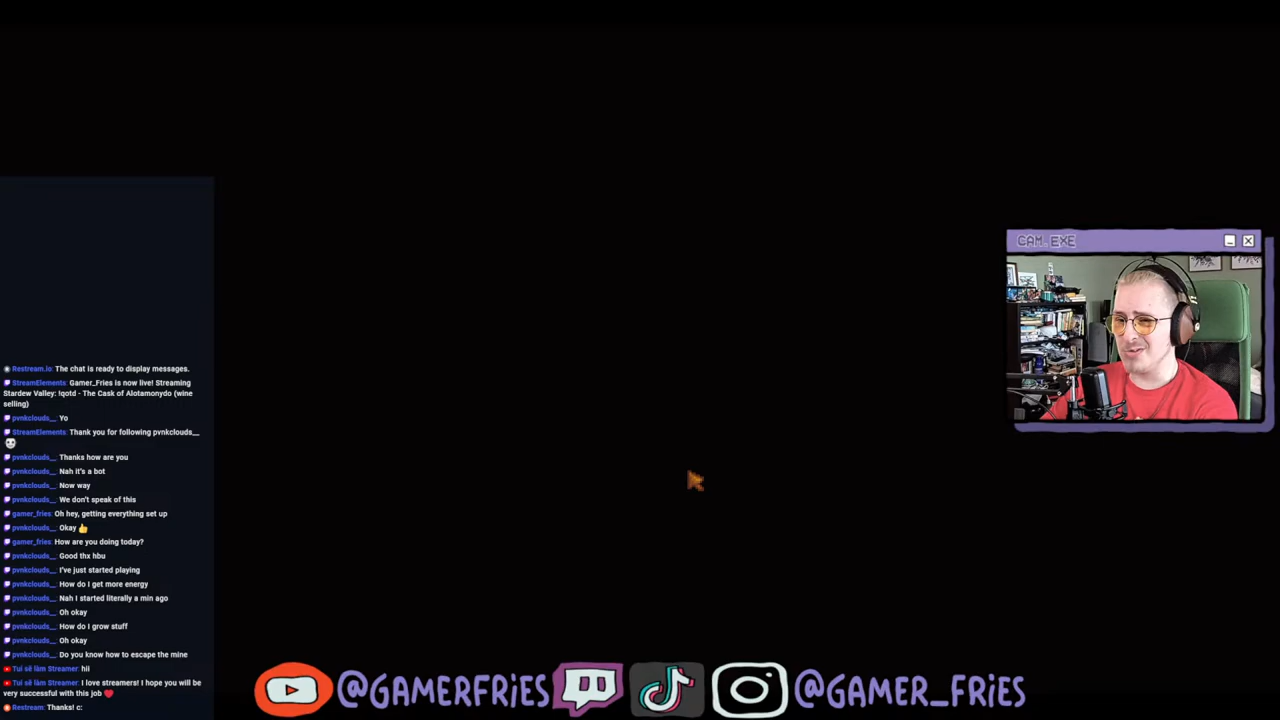 CAM.EXE
Restream.io: The chat is ready to display messages.
StreamElements: Gamer_Fries is now live! Streaming
Stardew Valley: !qotd - The Cask of Alotamonydo (wine
selling)
pvnkclouds__: Yo
StreamElements: Thank you for following pvnkclouds__
pvnkclouds__: Thanks how are you
pvnkclouds__: Nah it's a bot
pvnkclouds__: Now way
pvnkclouds__: We don't speak of this
gamer_fries: Oh hey, getting everything set up
pvnkclouds__: Okay 👍
gamer_fries: How are you doing today?
pvnkclouds__: Good thx hbu
pvnkclouds__: I've just started playing
pvnkclouds__: How do I get more energy
pvnkclouds__: Nah I started literally a min ago
pvnkclouds__: Oh okay
pvnkclouds__: How do I grow stuff
pvnkclouds__: Oh okay
pvnkclouds__: Do you know how to escape the mine
Tui sẽ làm Streamer: hii
Tui sẽ làm Streamer: I love streamers! I hope you will be
very successful with this job ❤️
Restream: Thanks! c:
@GAMERFRIES @GAMER_FRIES